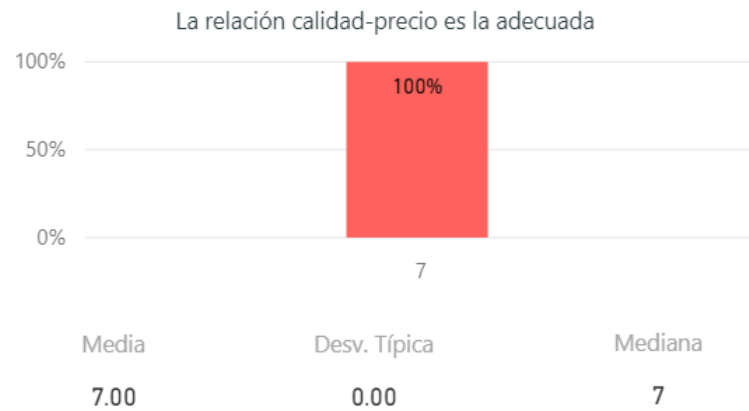 La relación calidad-precio es la adecuada
100%
100%
50%
0%
7
Media Desv. Típica Mediana
7.00 0.00 7